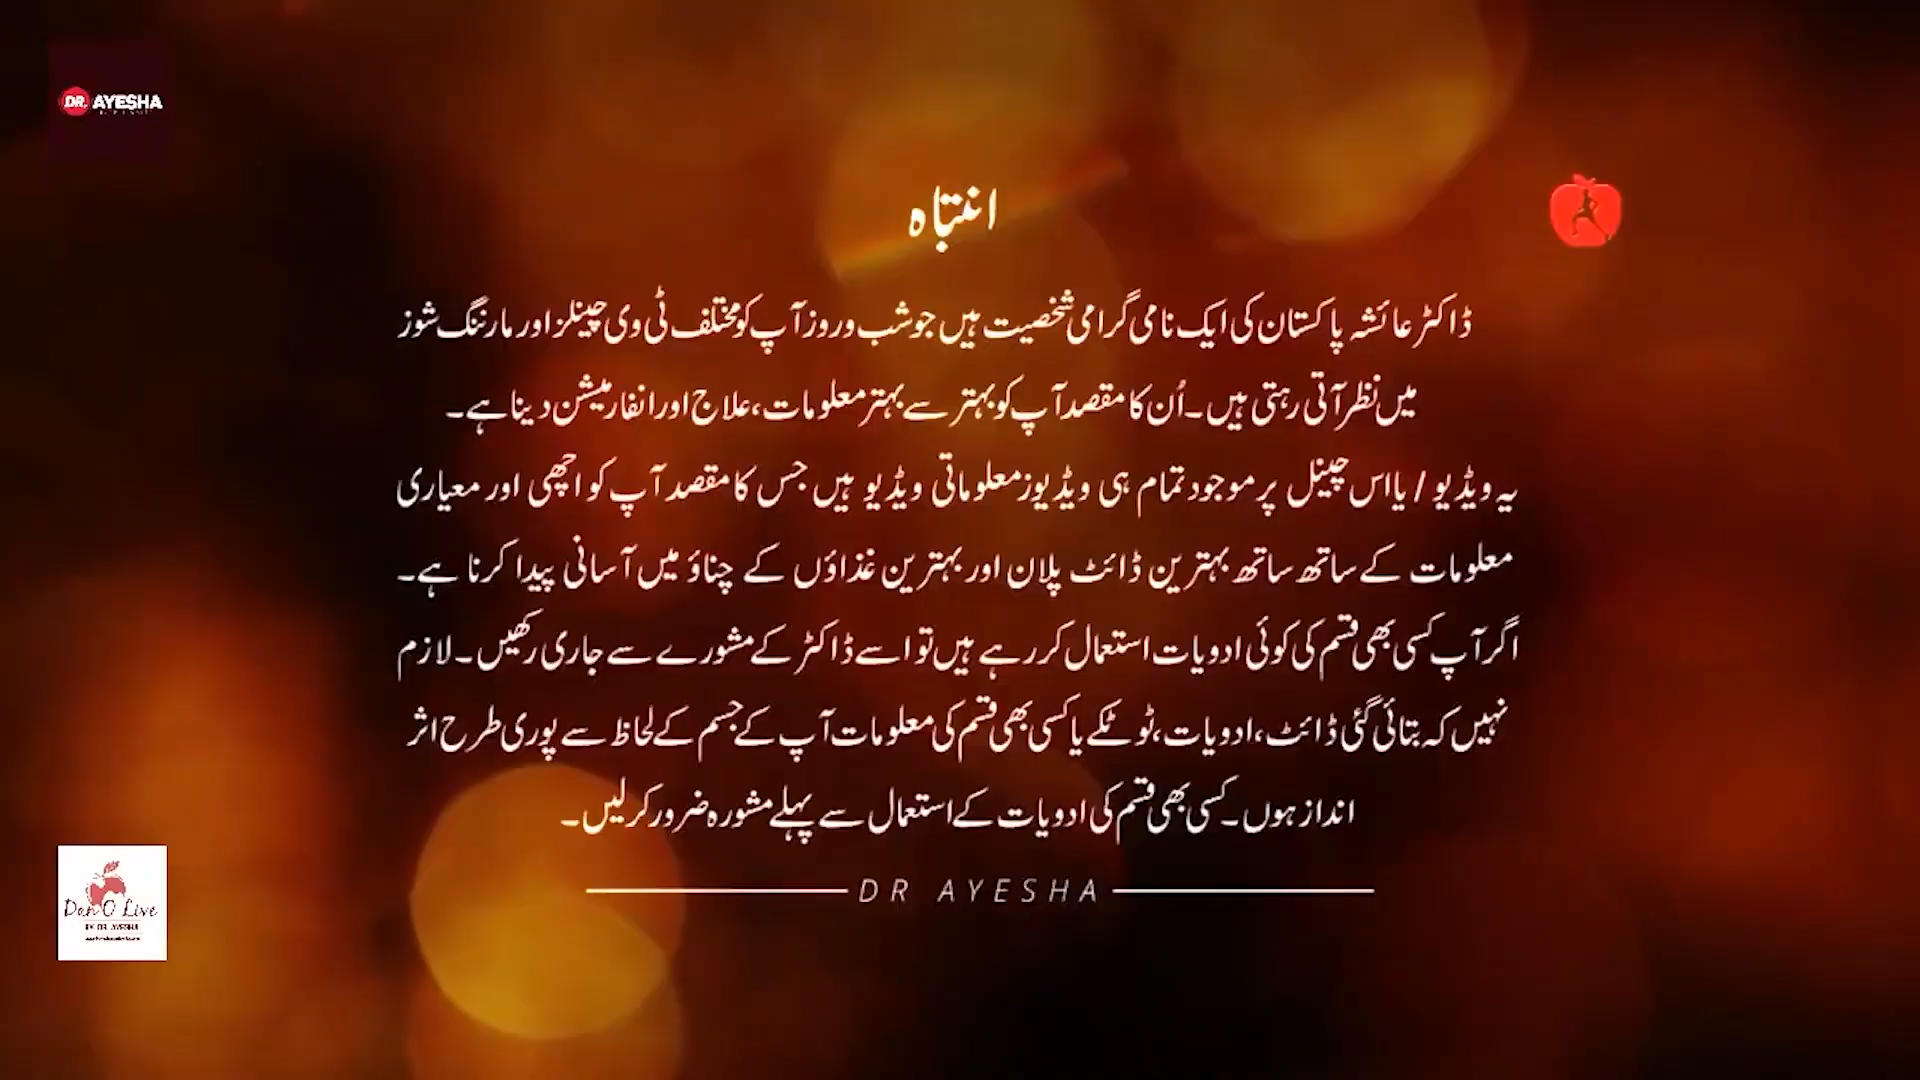 DR. AYESHA
انتباہ
ڈاکٹر عائشہ پاکستان کی ایک نامی گرامی شخصیت ہیں جو شب و روز آپ کو مختلف ٹی وی چینلز اور مارننگ شوز
میں نظر آتی رہتی ہیں۔ اُن کا مقصد آپ کو بہتر سے بہتر معلومات، علاج اور انفارمیشن دینا ہے۔
یہ ویڈیو / یا اس چینل پر موجود تمام ہی ویڈیوز معلوماتی ویڈیو ہیں جس کا مقصد آپ کو اچھی اور معیاری
معلومات کے ساتھ ساتھ بہترین ڈائٹ پلان اور بہترین غذاؤں کے چناؤ میں آسانی پیدا کرنا ہے۔
اگر آپ کسی بھی قسم کی کوئی ادویات استعمال کر رہے ہیں تو اسے ڈاکٹر کے مشورے سے جاری رکھیں۔ لازم
نہیں کہ بتائی گئی ڈائٹ، ادویات، ٹوٹکے یا کسی بھی قسم کی معلومات آپ کے جسم کے لحاظ سے پوری طرح اثر
انداز ہوں۔ کسی بھی قسم کی ادویات کے استعمال سے پہلے مشورہ ضرور کر لیں۔
DR AYESHA
Dan O Live
BY DR. AYESHA